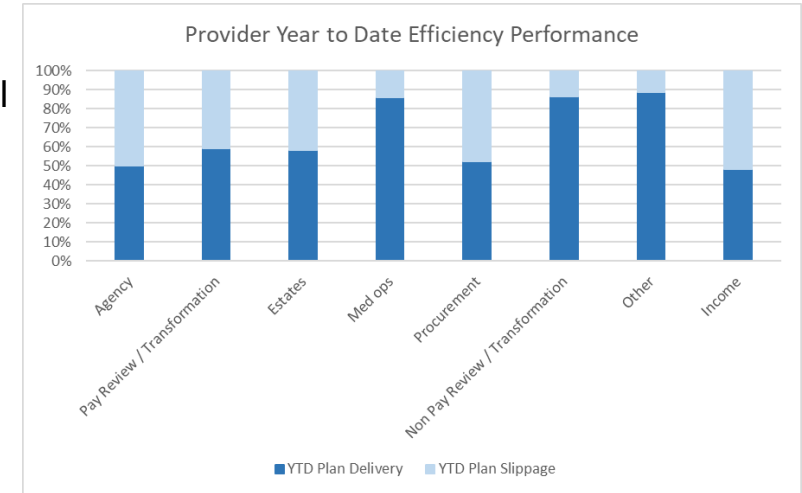 Provider Year to Date Efficiency Performance
100%
90%
80%
70%
60%
50%
40%
30%
20%
10%
0%
Agency
Pay Review / Transformation
Estates
Med ops
Procurement
Non Pay Review / Transformation
Other
Income
YTD Plan Delivery YTD Plan Slippage